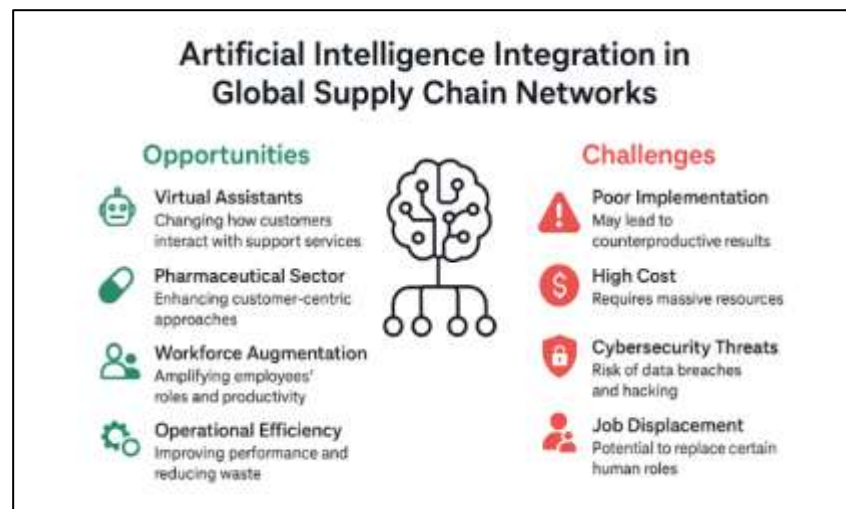 Artificial Intelligence Integration in
Global Supply Chain Networks
Opportunities
Virtual Assistants
Changing how customers
interact with support services
Pharmaceutical Sector
Enhancing customer-centric
approaches
Workforce Augmentation
Amplifying employees'
roles and productivity
Operational Efficiency
Improving performance and
reducing waste
Challenges
Poor Implementation
May lead to
counterproductive results
$
High Cost
Requires massive resources
Cybersecurity Threats
Risk of data breaches
and hacking
Job Displacement
Potential to replace certain
human roles